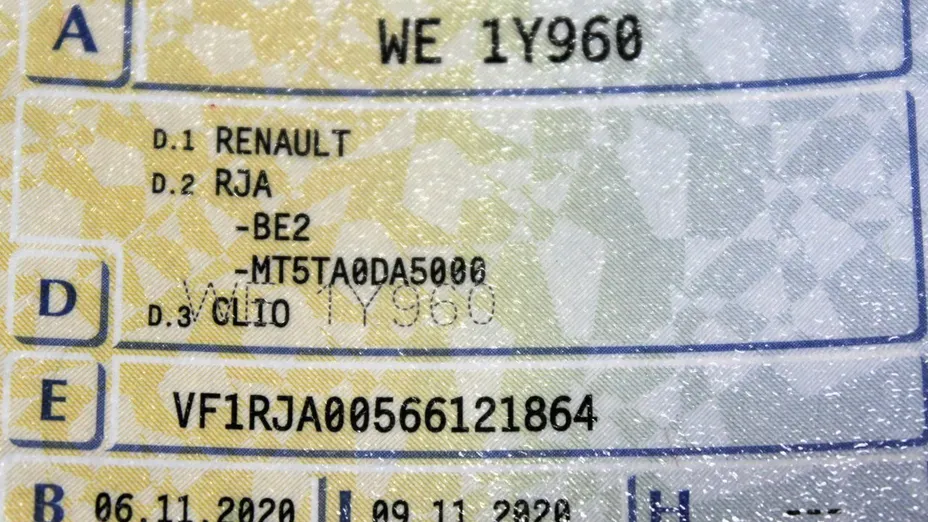 A WE 1Y960
D.1 RENAULT
D.2 RJA
-BE2
-MT5TA0DA5000
WE 1Y960
D D.3 CLIO
E VF1RJA00566121864
B 06.11.2020 I 09 11 2020 H ---